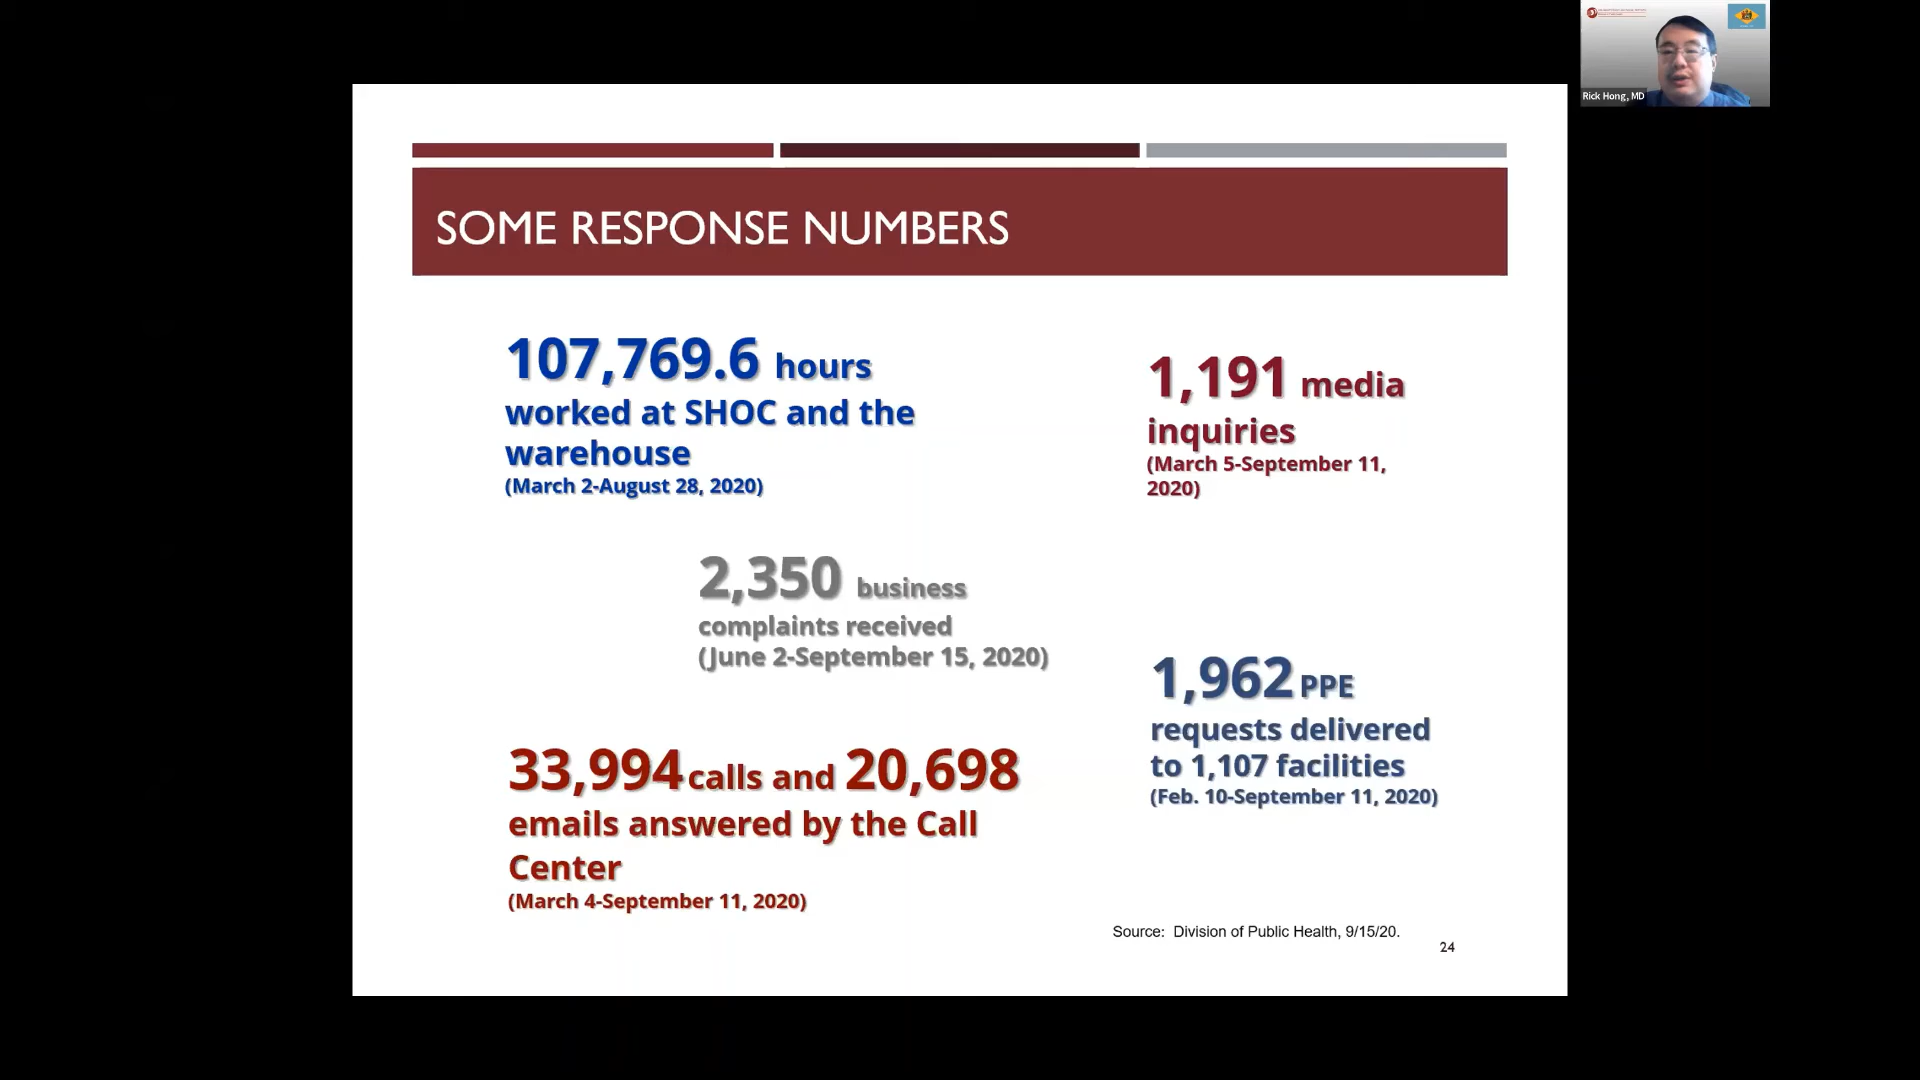 Rick Hong, MD
SOME RESPONSE NUMBERS
107,769.6 hours
worked at SHOC and the
warehouse
(March 2-August 28, 2020)
1,191 media
inquiries
(March 5-September 11,
2020)
2,350 business
complaints received
(June 2-September 15, 2020)
1,962 PPE
requests delivered
to 1,107 facilities
(Feb. 10-September 11, 2020)
33,994 calls and 20,698
emails answered by the Call
Center
(March 4-September 11, 2020)
Source: Division of Public Health, 9/15/20.
24